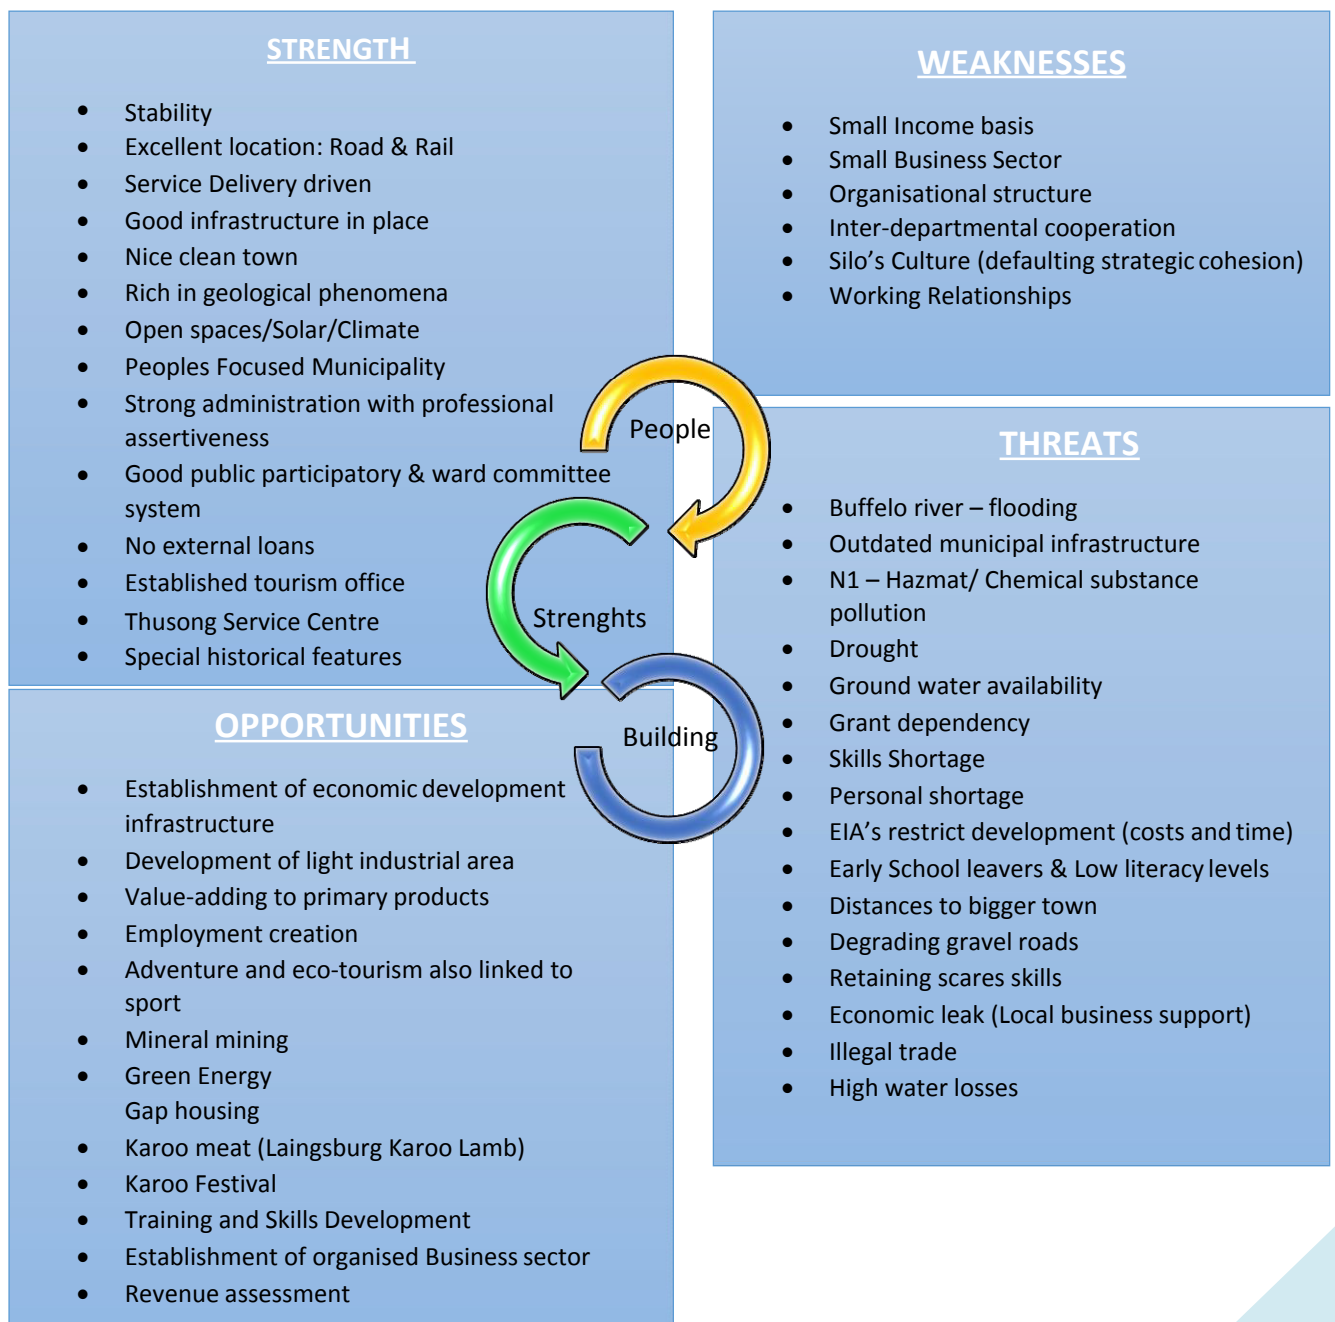 STRENGTH
• Stability
• Excellent location: Road & Rail
• Service Delivery driven
• Good infrastructure in place
• Nice clean town
• Rich in geological phenomena
• Open spaces/Solar/Climate
• Peoples Focused Municipality
• Strong administration with professional
assertiveness
• Good public participatory & ward committee
system
• No external loans
• Established tourism office
• Thusong Service Centre
• Special historical features
WEAKNESSES
• Small Income basis
• Small Business Sector
• Organisational structure
• Inter-departmental cooperation
• Silo’s Culture (defaulting strategic cohesion)
• Working Relationships
People
Strenghts
Building
OPPORTUNITIES
• Establishment of economic development
infrastructure
• Development of light industrial area
• Value-adding to primary products
• Employment creation
• Adventure and eco-tourism also linked to
sport
• Mineral mining
• Green Energy
Gap housing
• Karoo meat (Laingsburg Karoo Lamb)
• Karoo Festival
• Training and Skills Development
• Establishment of organised Business sector
• Revenue assessment
THREATS
• Buffelo river – flooding
• Outdated municipal infrastructure
• N1 – Hazmat/ Chemical substance
pollution
• Drought
• Ground water availability
• Grant dependency
• Skills Shortage
• Personal shortage
• EIA’s restrict development (costs and time)
• Early School leavers & Low literacy levels
• Distances to bigger town
• Degrading gravel roads
• Retaining scares skills
• Economic leak (Local business support)
• Illegal trade
• High water losses